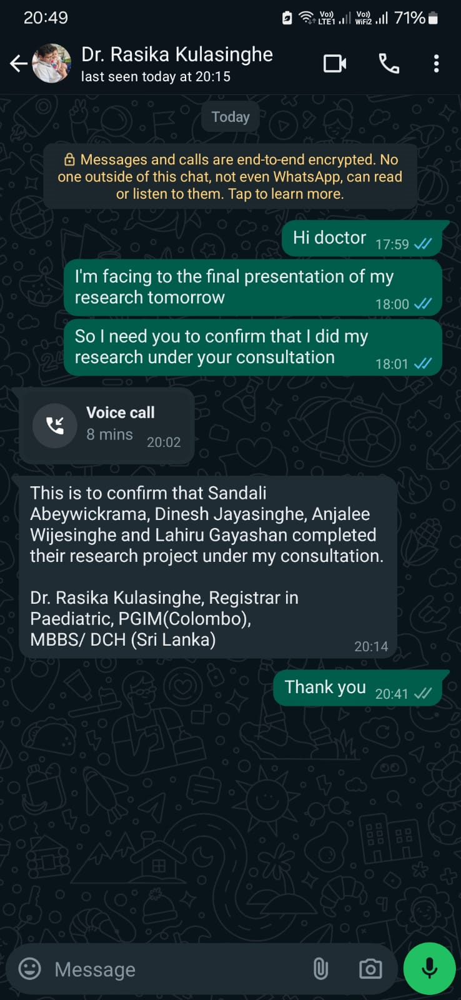 20:49
Vo)) LTE1 Vo)) WiFi2 71%
Dr. Rasika Kulasinghe
last seen today at 20:15
Today
Messages and calls are end-to-end encrypted. No
one outside of this chat, not even WhatsApp, can read
or listen to them. Tap to learn more.
Hi doctor 17:59
I'm facing to the final presentation of my
research tomorrow 18:00
So I need you to confirm that I did my
research under your consultation 18:01
Voice call
8 mins 20:02
This is to confirm that Sandali
Abeywickrama, Dinesh Jayasinghe, Anjalee
Wijesinghe and Lahiru Gayashan completed
their research project under my consultation.
Dr. Rasika Kulasinghe, Registrar in
Paediatric, PGIM(Colombo),
MBBS/ DCH (Sri Lanka) 20:14
Thank you 20:41
Message